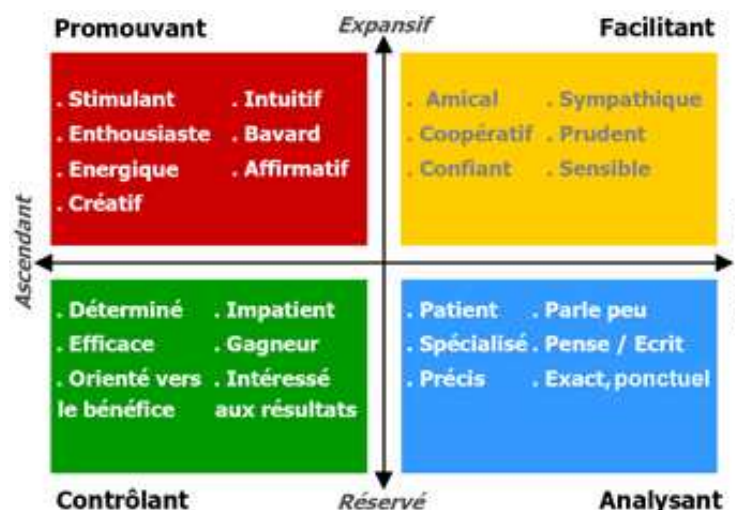 Promouvant
Expansif
Facilitant
. Stimulant
. Enthousiaste
. Energique
. Créatif
. Intuitif
. Bavard
. Affirmatif
. Amical
. Coopératif
. Confiant
. Sympathique
. Prudent
. Sensible
Ascendant
. Déterminé
. Efficace
. Orienté vers
le bénéfice
. Impatient
. Gagneur
. Intéressé
aux résultats
. Patient
. Spécialisé
. Précis
. Parle peu
. Pense / Ecrit
. Exact, ponctuel
Contrôlant
Réservé
Analysant